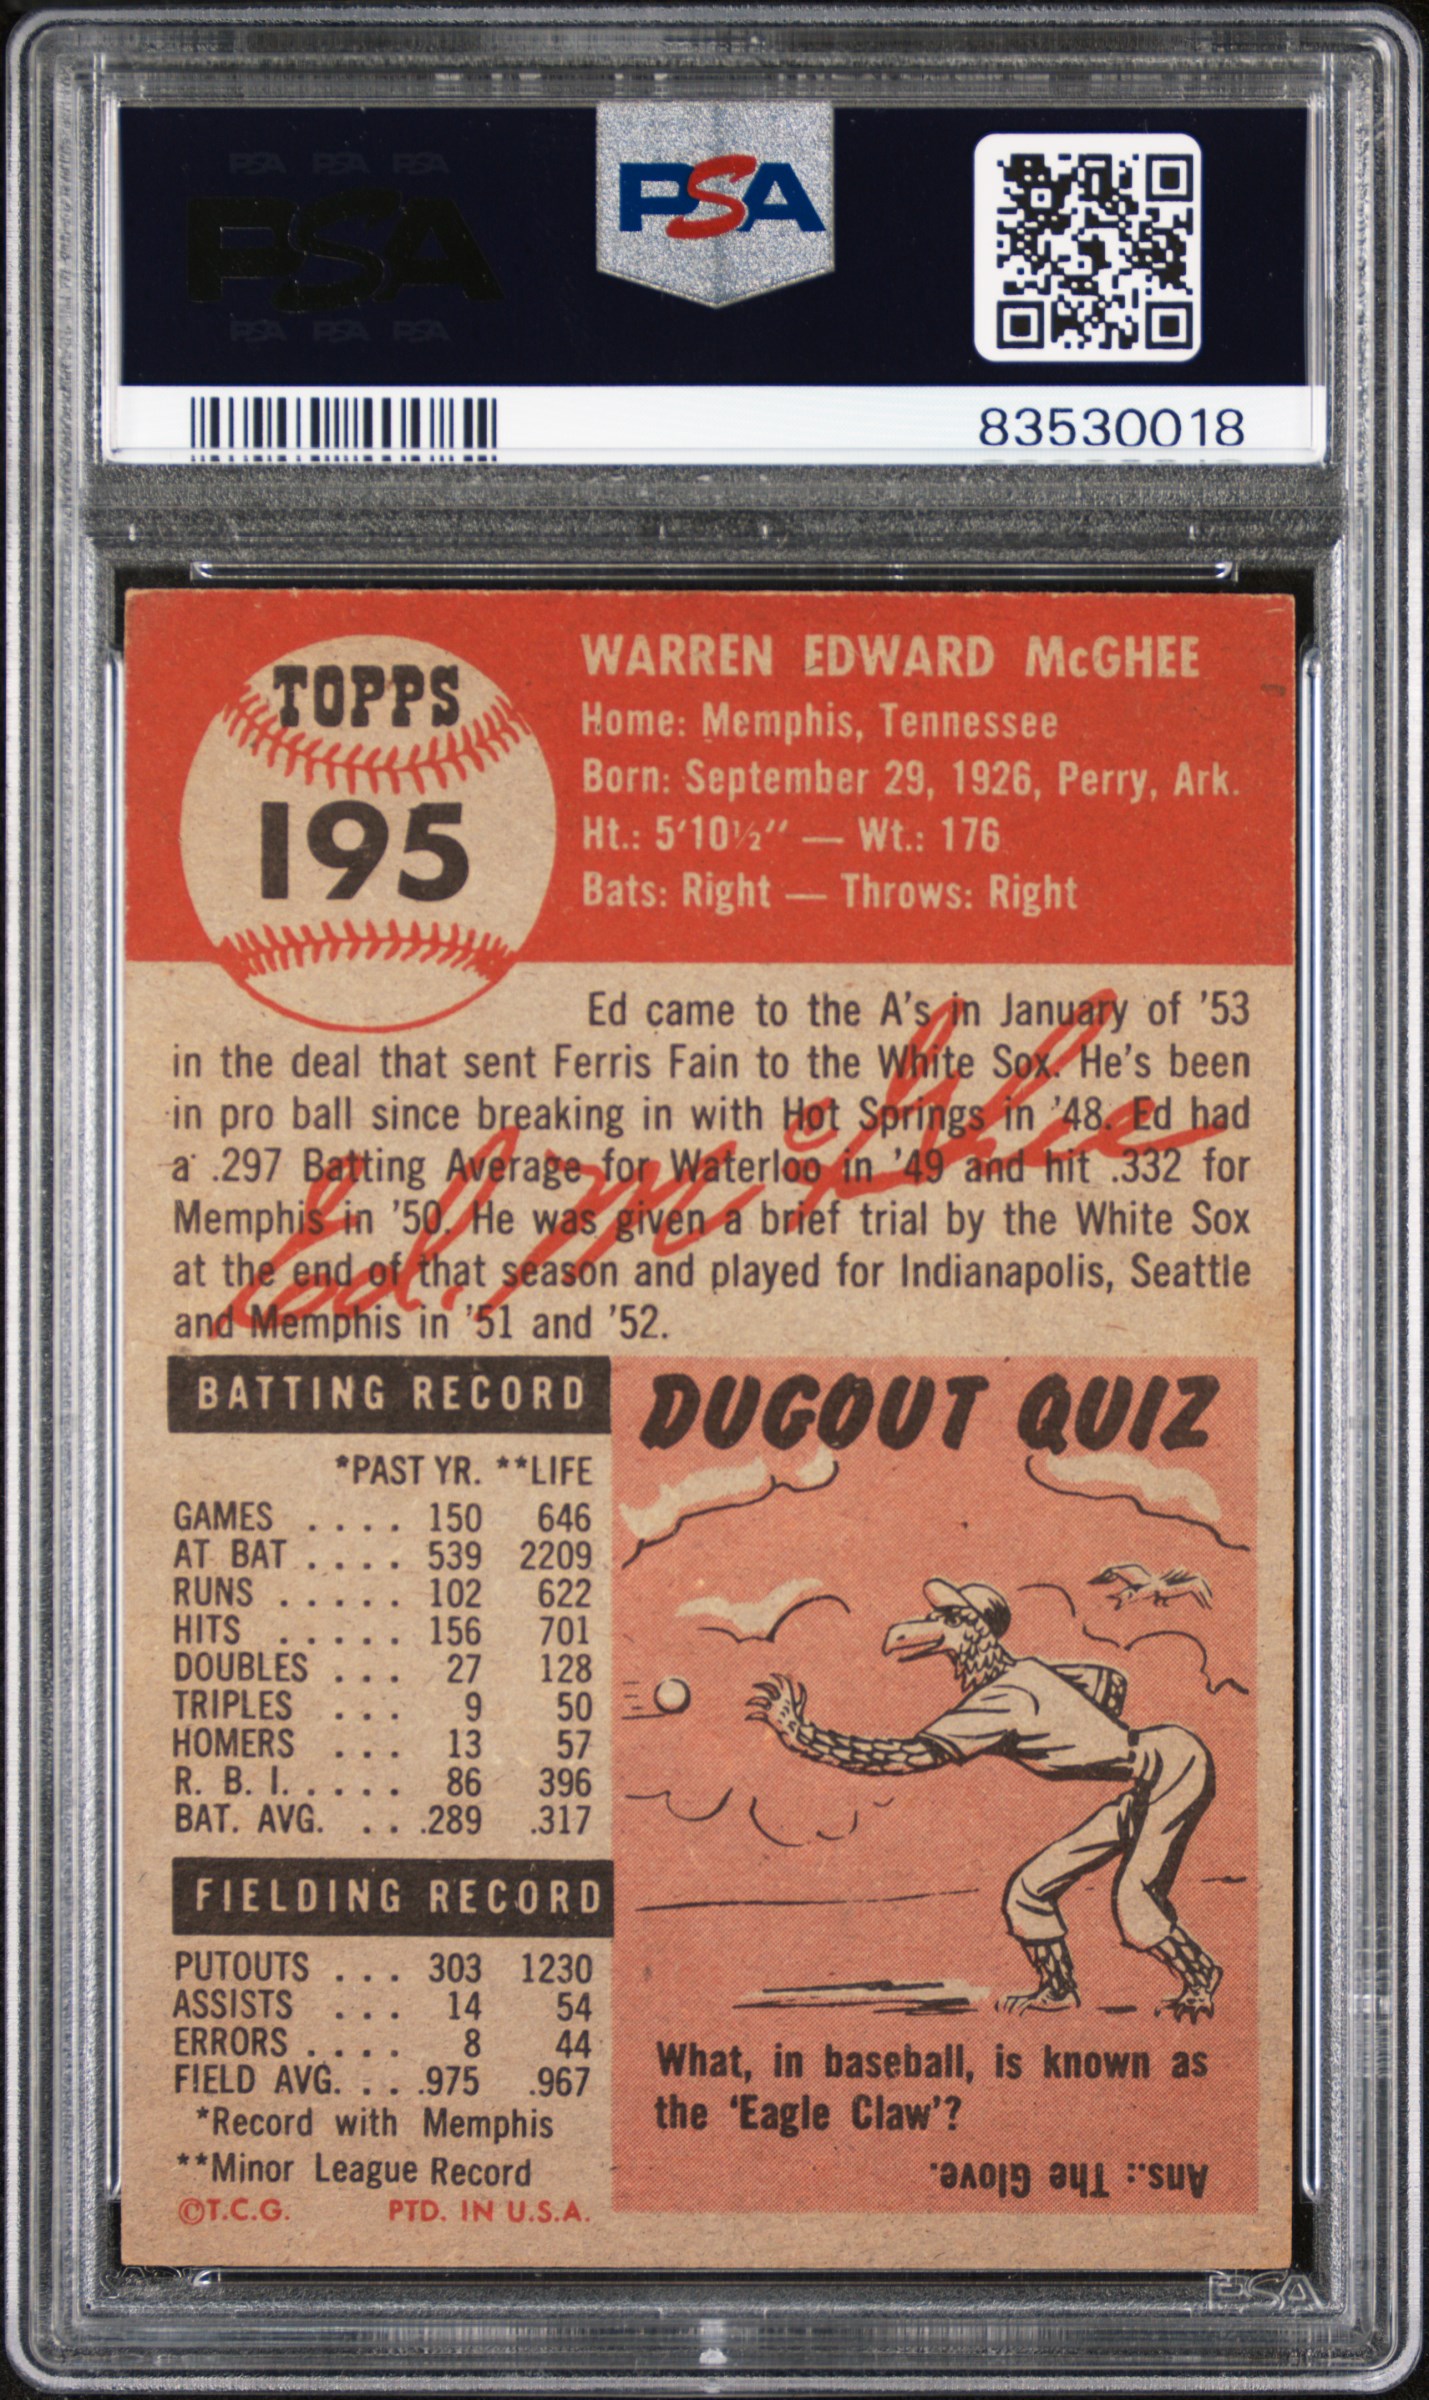 PSA PSA PSA
PSA
PSA PSA PSA
PSA
83530018
TOPPS
195
WARREN EDWARD McGHEE
Home: Memphis, Tennessee
Born: September 29, 1926, Perry, Ark.
Ht.: 5'10½" — Wt.: 176
Bats: Right — Throws: Right
Ed came to the A's in January of '53
in the deal that sent Ferris Fain to the White Sox. He's been
in pro ball since breaking in with Hot Springs in '48. Ed had
a .297 Batting Average for Waterloo in '49 and hit .332 for
Memphis in '50. He was given a brief trial by the White Sox
at the end of that season and played for Indianapolis, Seattle
and Memphis in '51 and '52.
Ed. McGhee
BATTING RECORD
*PAST YR. **LIFE
GAMES .... 150 646
AT BAT .... 539 2209
RUNS ..... 102 622
HITS ..... 156 701
DOUBLES ... 27 128
TRIPLES ... 9 50
HOMERS ... 13 57
R. B. I. .... 86 396
BAT. AVG. .. .289 .317
FIELDING RECORD
PUTOUTS ... 303 1230
ASSISTS ... 14 54
ERRORS .... 8 44
FIELD AVG. .. .975 .967
*Record with Memphis
**Minor League Record
©T.C.G. PTD. IN U.S.A.
DUGOUT QUIZ
What, in baseball, is known as
the 'Eagle Claw'?
Ans.: The Glove.
PSA